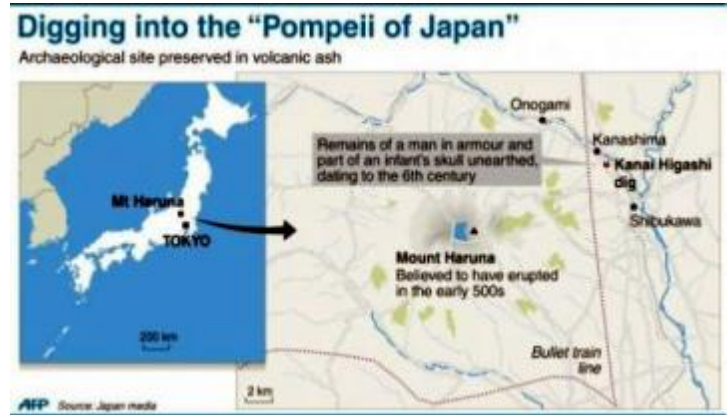 Digging into the “Pompeii of Japan”
Archaeological site preserved in volcanic ash
Mt Haruna
TOKYO
200 km
Onogami
Remains of a man in armour and
part of an infant's skull unearthed,
dating to the 6th century
Kanashima
Kanai Higashi
dig
Shibukawa
Mount Haruna
Believed to have erupted
in the early 500s
Bullet train
line
2 km
AFP Source: Japan media